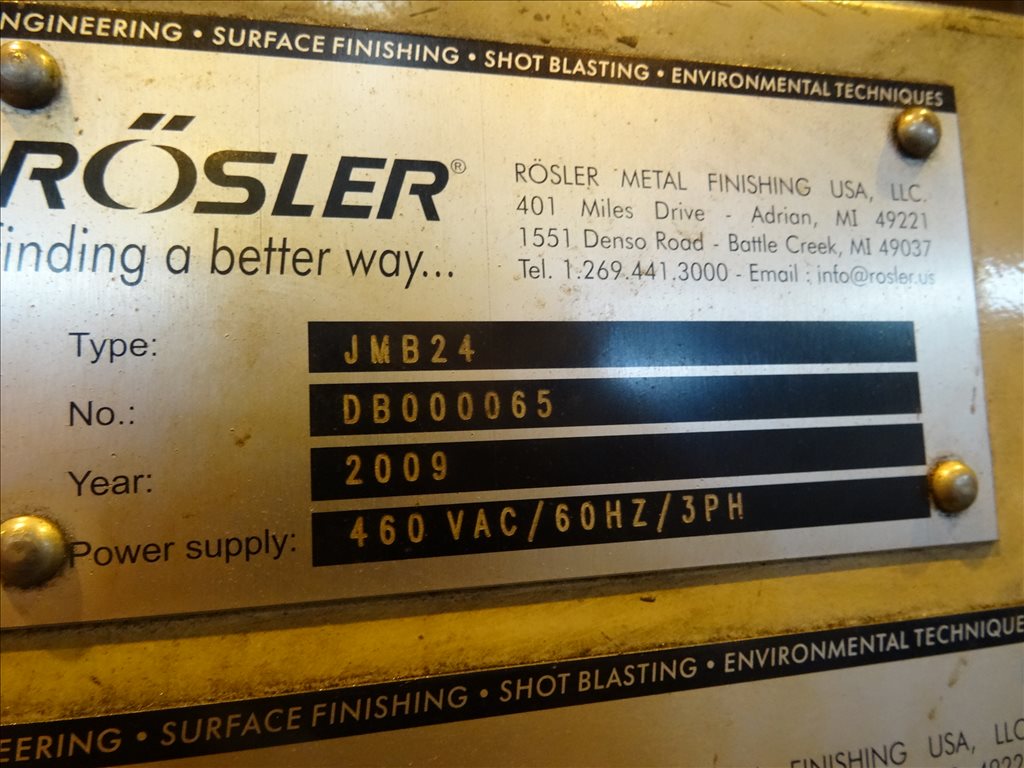 NGINEERING • SURFACE FINISHING • SHOT BLASTING • ENVIRONMENTAL TECHNIQUES
RÖSLER®
finding a better way...
RÖSLER METAL FINISHING USA, LLC.
401 Miles Drive - Adrian, MI 49221
1551 Denso Road - Battle Creek, MI 49037
Tel. 1.269.441.3000 - Email : info@rosler.us
Type: JMB24
No.: DB000065
Year: 2009
Power supply: 460 VAC/60HZ/3PH
EERING • SURFACE FINISHING • SHOT BLASTING • ENVIRONMENTAL TECHNIQUE
FINISHING USA, LLC